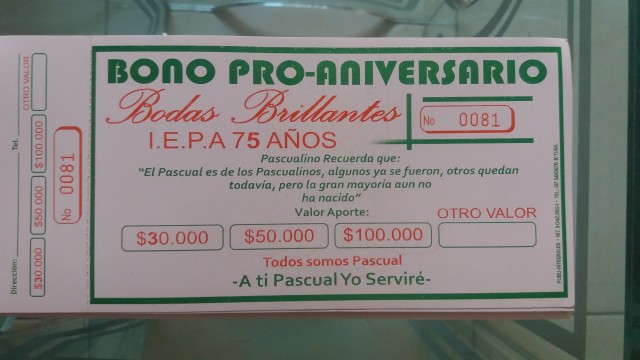 BONO PRO-ANIVERSARIO
Bodas Brillantes
I.E.P.A 75 AÑOS
No 0081
Pascualino Recuerda que:
"El Pascual es de los Pascualinos, algunos ya se fueron, otros quedan
todavía, pero la gran mayoría aun no
ha nacido"
Valor Aporte:
OTRO VALOR
$30.000 $50.000 $100.000
Todos somos Pascual
-A ti Pascual Yo Serviré-
Dirección:
Tel.
$30.000 $50.000 $100.000 OTRO VALOR
No 0081